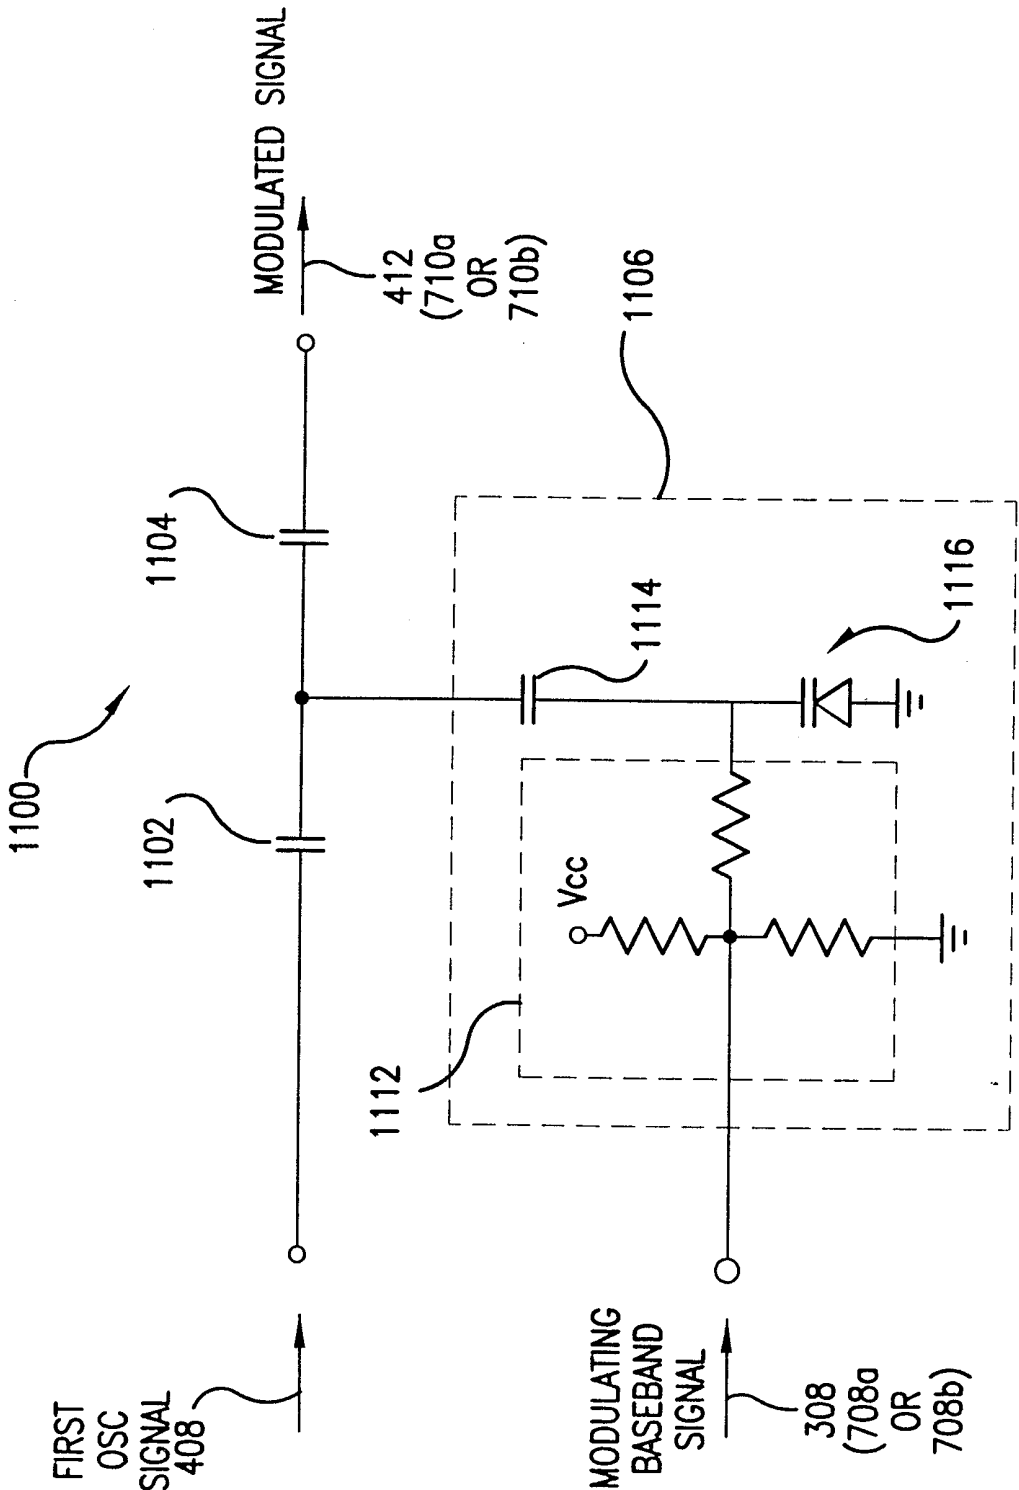 1100
1102
1104
FIRST
OSC
SIGNAL
408
MODULATED SIGNAL
412
(710a
OR
710b)
1106
1112
Vcc
1114
1116
MODULATING
BASEBAND
SIGNAL
308
(708a
OR
708b)